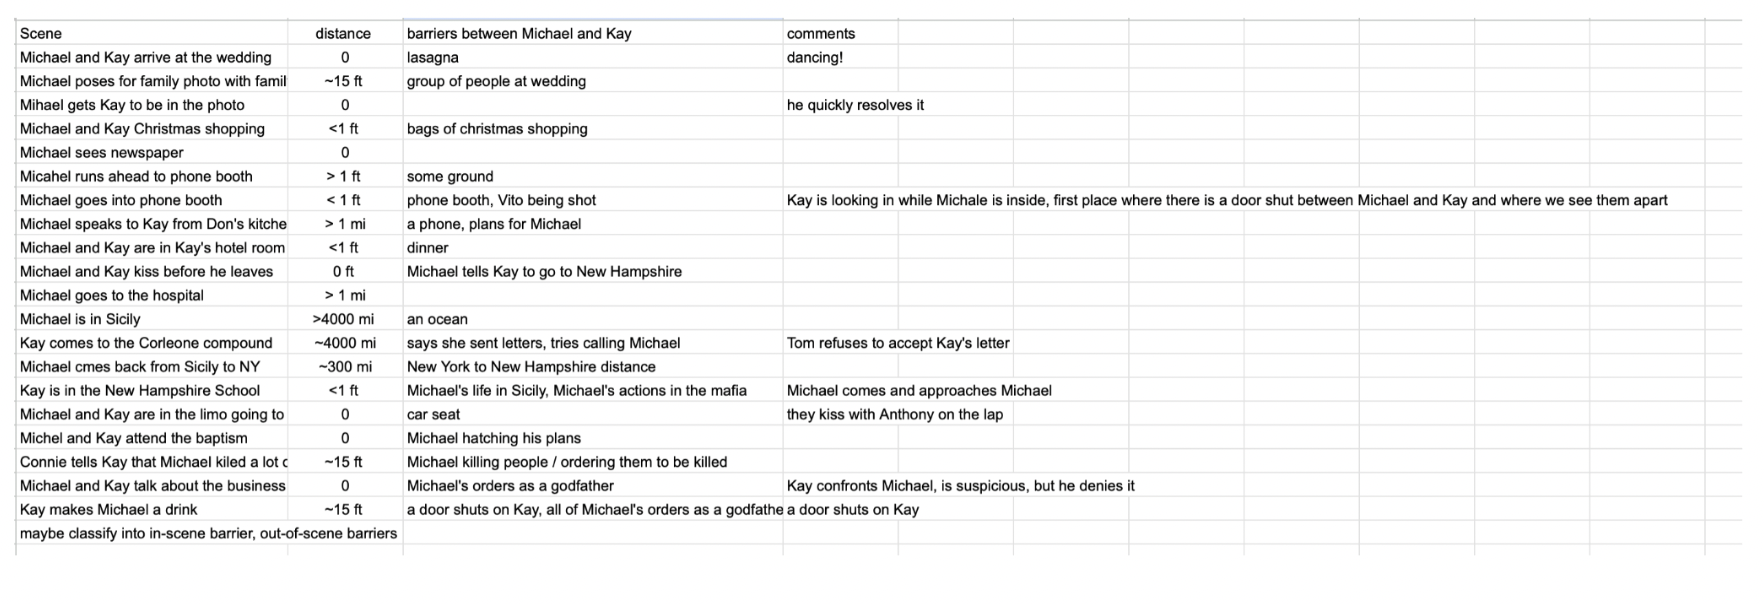 Scene distance barriers between Michael and Kay comments
Michael and Kay arrive at the wedding 0 lasagna dancing!
Michael poses for family photo with famil ~15 ft group of people at wedding
Mihael gets Kay to be in the photo 0 he quickly resolves it
Michael and Kay Christmas shopping <1 ft bags of christmas shopping
Michael sees newspaper 0
Micahel runs ahead to phone booth > 1 ft some ground
Michael goes into phone booth < 1 ft phone booth, Vito being shot Kay is looking in while Michale is inside, first place where there is a door shut between Michael and Kay and where we see them apart
Michael speaks to Kay from Don's kitche > 1 mi a phone, plans for Michael
Michael and Kay are in Kay's hotel room <1 ft dinner
Michael and Kay kiss before he leaves 0 ft Michael tells Kay to go to New Hampshire
Michael goes to the hospital > 1 mi
Michael is in Sicily >4000 mi an ocean
Kay comes to the Corleone compound ~4000 mi says she sent letters, tries calling Michael Tom refuses to accept Kay's letter
Michael cmes back from Sicily to NY ~300 mi New York to New Hampshire distance
Kay is in the New Hampshire School <1 ft Michael's life in Sicily, Michael's actions in the mafia Michael comes and approaches Michael
Michael and Kay are in the limo going to 0 car seat they kiss with Anthony on the lap
Michel and Kay attend the baptism 0 Michael hatching his plans
Connie tells Kay that Michael kiled a lot c ~15 ft Michael killing people / ordering them to be killed
Michael and Kay talk about the business 0 Michael's orders as a godfather Kay confronts Michael, is suspicious, but he denies it
Kay makes Michael a drink ~15 ft a door shuts on Kay, all of Michael's orders as a godfathe a door shuts on Kay
maybe classify into in-scene barrier, out-of-scene barriers